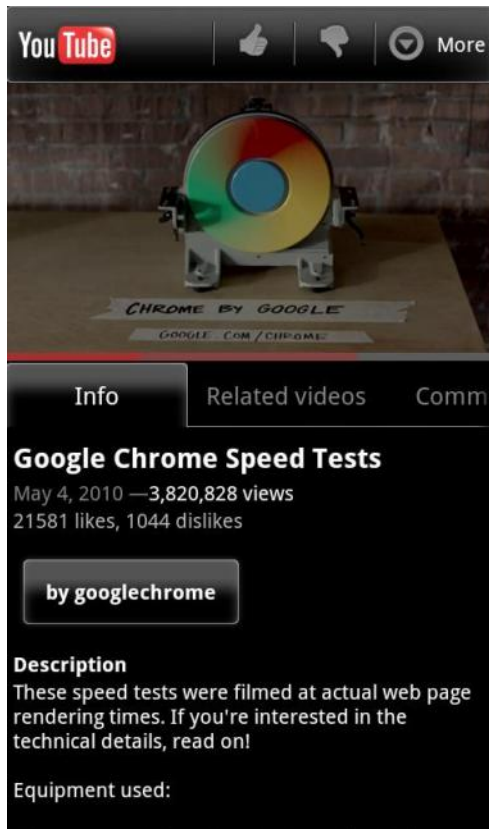 YouTube
More
CHROME BY GOOGLE
GOOGLE.COM/CHROME
Info Related videos Comm
Google Chrome Speed Tests
May 4, 2010 —3,820,828 views
21581 likes, 1044 dislikes
by googlechrome
Description
These speed tests were filmed at actual web page
rendering times. If you're interested in the
technical details, read on!
Equipment used: